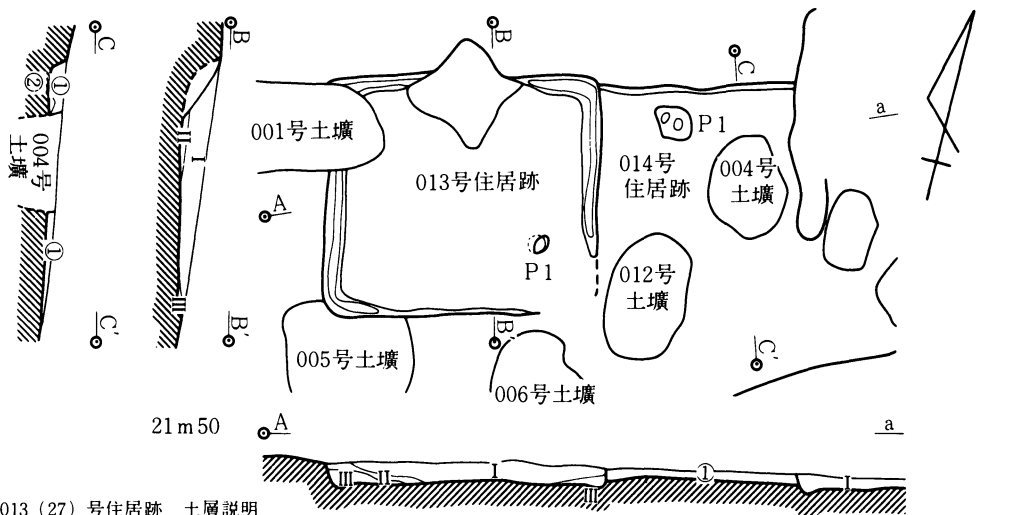 C
B
B
C
①
②
004号
土壙
①
C'
Ⅱ
Ⅰ
Ⅲ
B'
001号土壙
013号住居跡
014号
住居跡
P1
004号
土壙
a
A
P1
012号
土壙
005号土壙
B'
006号土壙
C'
21m50
A
a
Ⅲ
Ⅱ
Ⅰ
Ⅲ
①
Ⅰ
013（27）号住居跡 土層説明